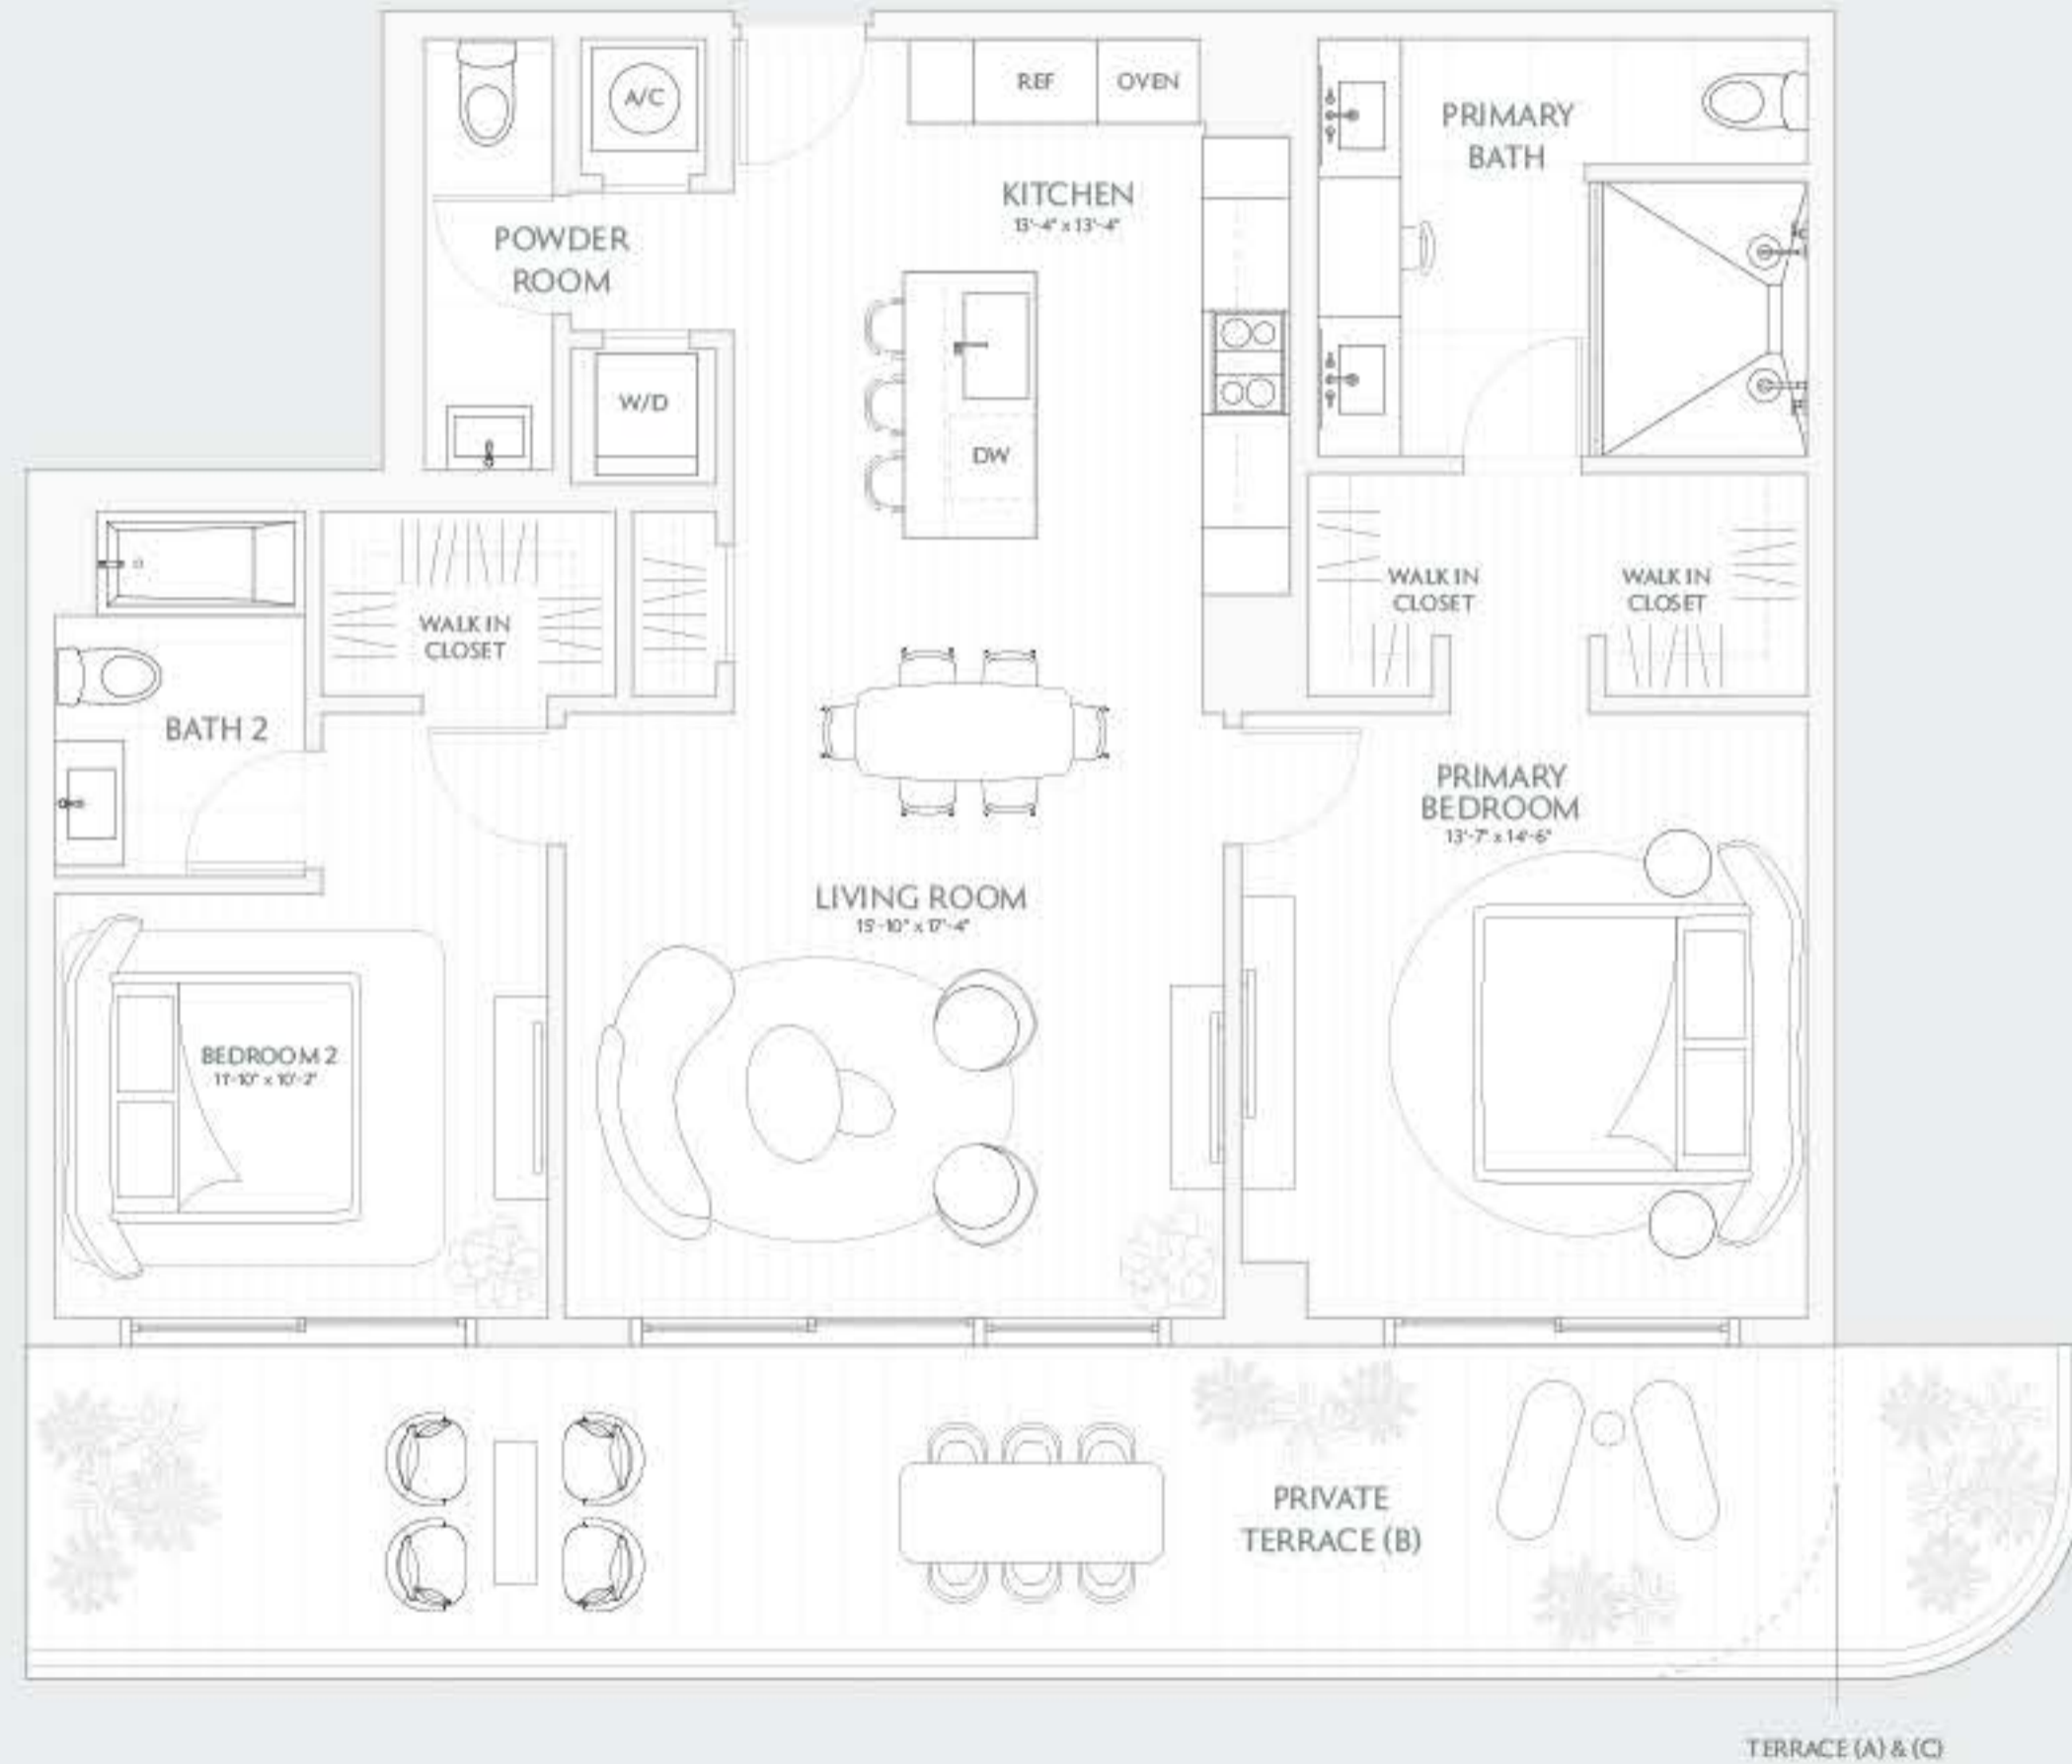 A/C
REF
OVEN
PRIMARY
BATH
KITCHEN
13'-4" x 13'-4"
POWDER
ROOM
W/D
DW
WALK IN
CLOSET
WALK IN
CLOSET
WALK IN
CLOSET
BATH 2
PRIMARY
BEDROOM
13'-7" x 14'-6"
LIVING ROOM
15'-10" x 17'-4"
BEDROOM 2
11'-10" x 10'-2"
PRIVATE
TERRACE (B)
TERRACE (A) & (C)